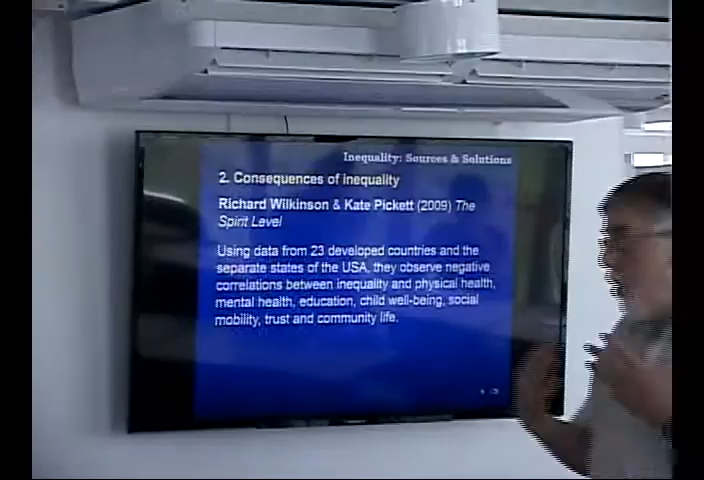 Inequality: Sources & Solutions
2. Consequences of inequality
Richard Wilkinson & Kate Pickett (2009) The
Spirit Level
Using data from 23 developed countries and the
separate states of the USA, they observe negative
correlations between inequality and physical health,
mental health, education, child well-being, social
mobility, trust and community life.